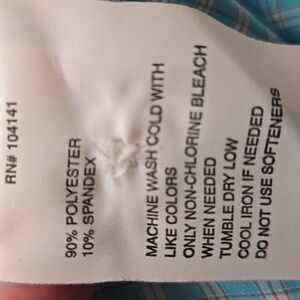 RN# 104141
90% POLYESTER
10% SPANDEX
MACHINE WASH COLD WITH
LIKE COLORS
ONLY NON-CHLORINE BLEACH
WHEN NEEDED
TUMBLE DRY LOW
COOL IRON IF NEEDED
DO NOT USE SOFTENERS